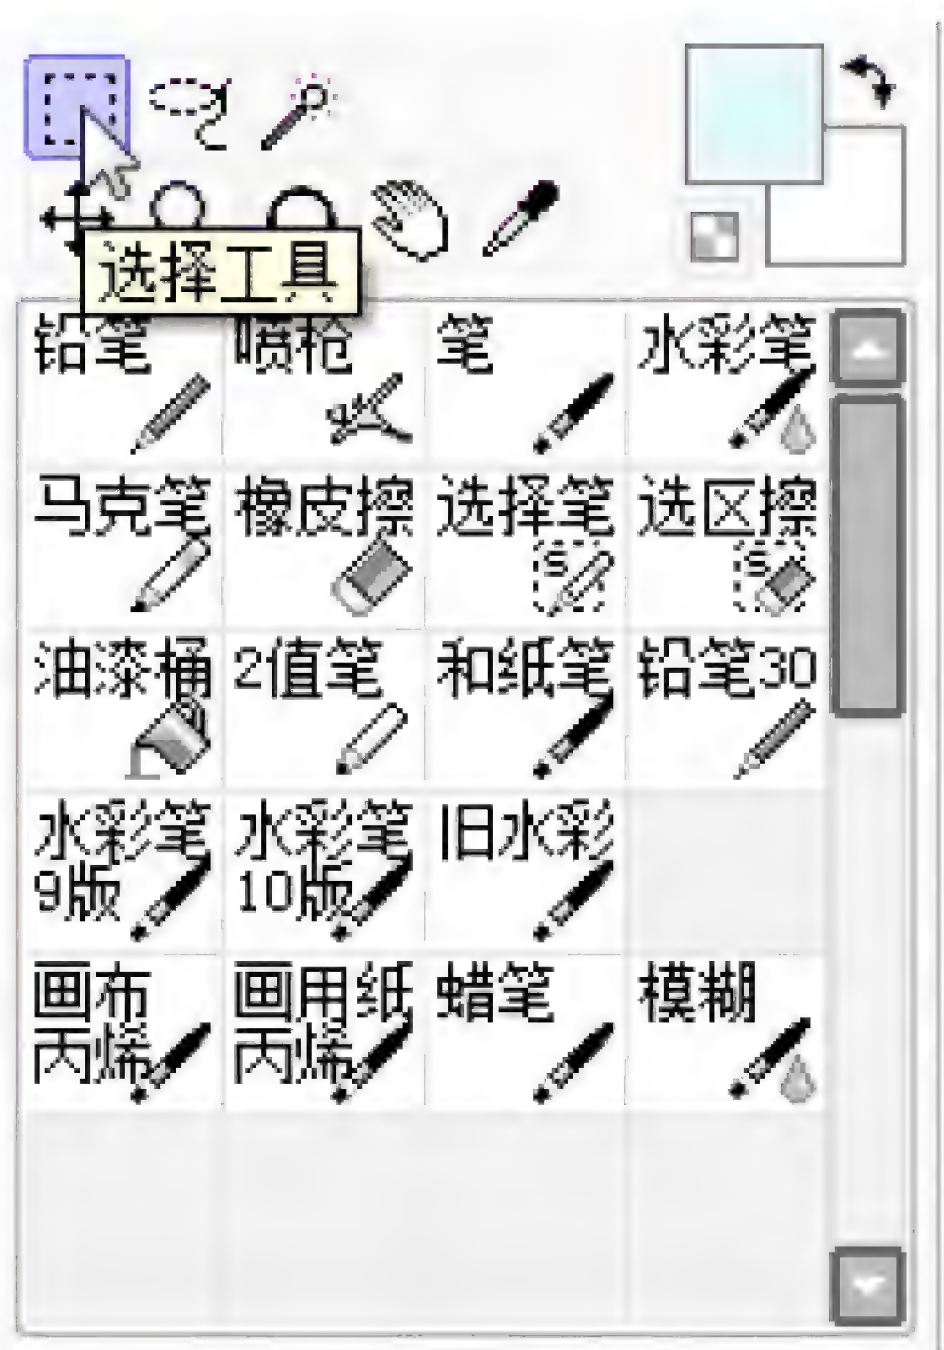 选择工具
铅笔
喷枪
笔
水彩笔
马克笔
橡皮擦
选择笔
选区擦
油漆桶
2值笔
和纸笔
铅笔30
水彩笔
9版
水彩笔
10版
旧水彩
画布
丙烯
画用纸
丙烯
蜡笔
模糊